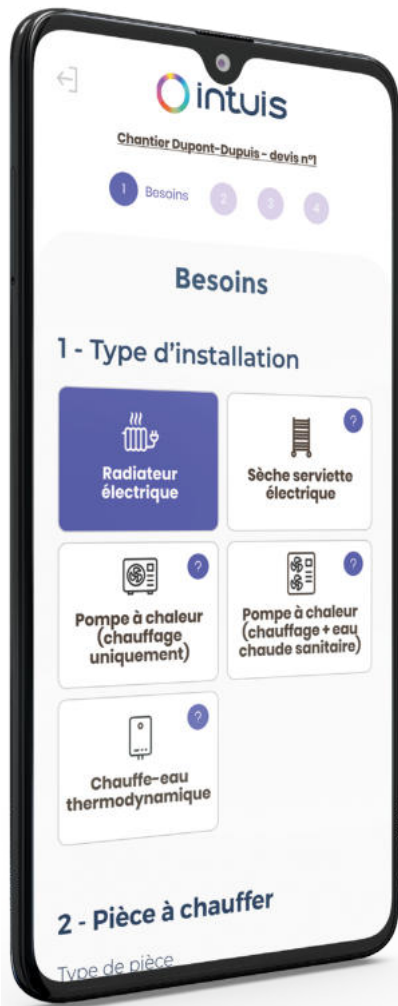 intuis
Chantier Dupont-Dupuis - devis n°1
1 Besoins 2 3 4
Besoins
1 - Type d'installation
Radiateur
électrique
?
Sèche serviette
électrique
?
Pompe à chaleur
(chauffage
uniquement)
?
Pompe à chaleur
(chauffage + eau
chaude sanitaire)
?
Chauffe-eau
thermodynamique
2 - Pièce à chauffer
Type de pièce